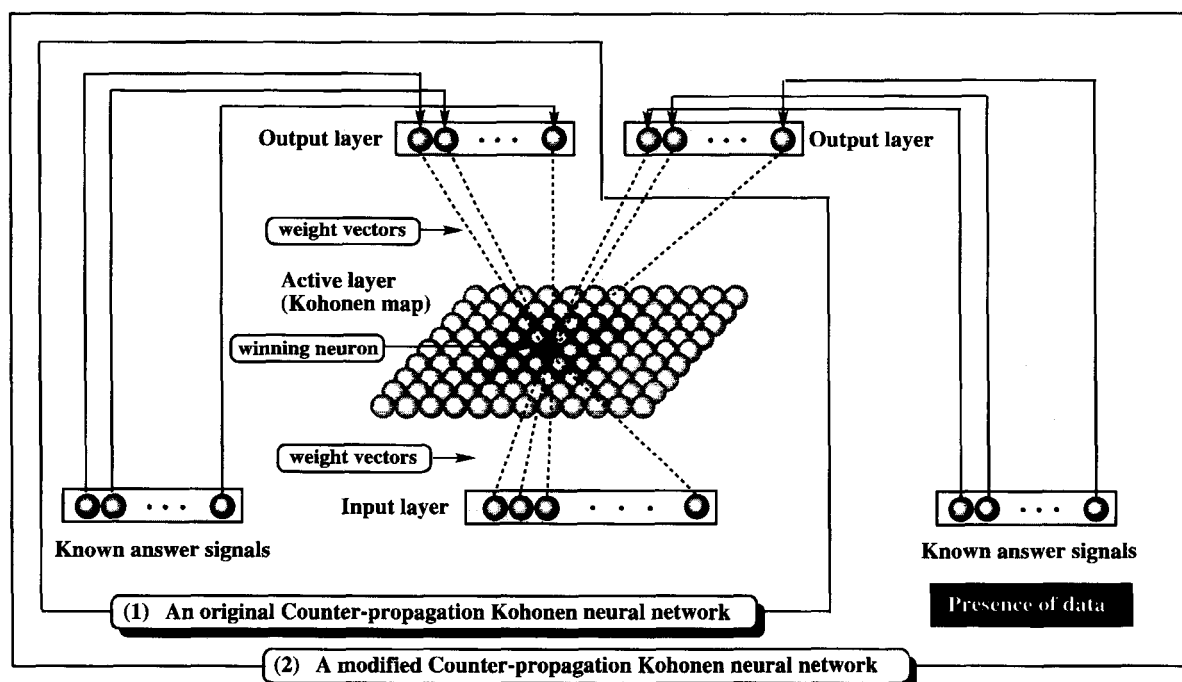 Output layer
Output layer
weight vectors
Active layer
(Kohonen map)
winning neuron
weight vectors
Input layer
Known answer signals
Known answer signals
Presence of data
(1) An original Counter-propagation Kohonen neural network
(2) A modified Counter-propagation Kohonen neural network